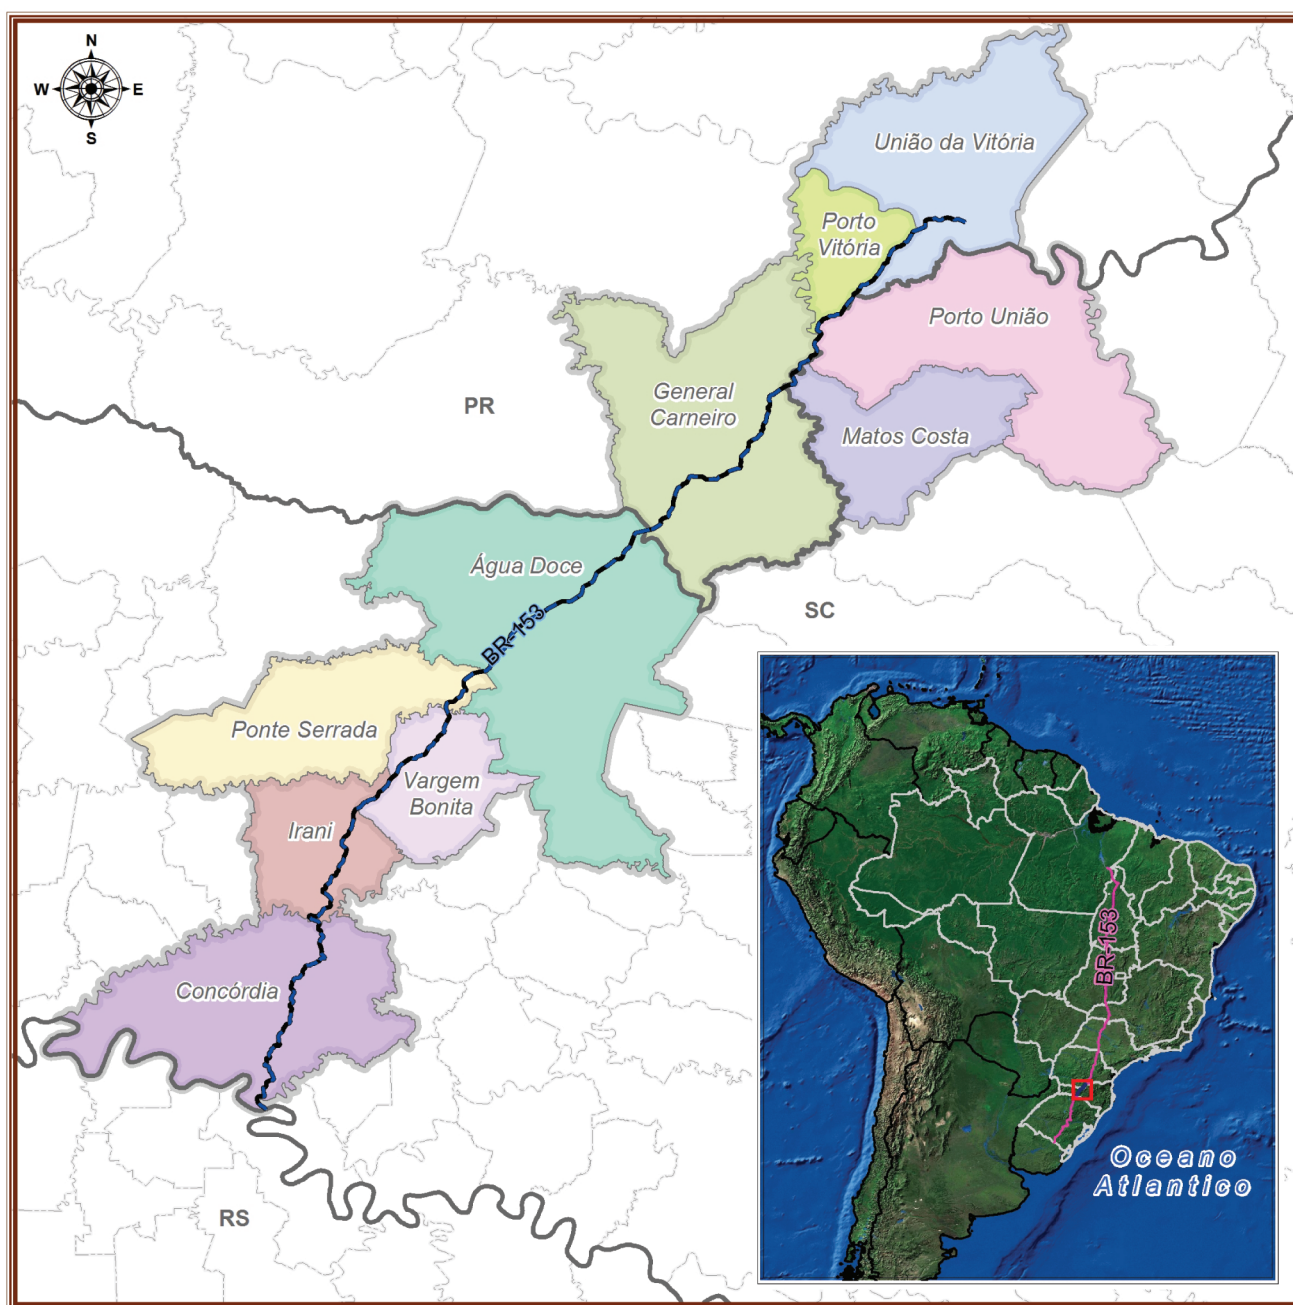 N
W
E
S
União da Vitória
Porto
Vitória
Porto União
General
Carneiro
PR
Matos Costa
Água Doce
SC
BR-153
Ponte Serrada
Vargem
Bonita
Irani
BR-153
Concórdia
Oceano
Atlantico
RS